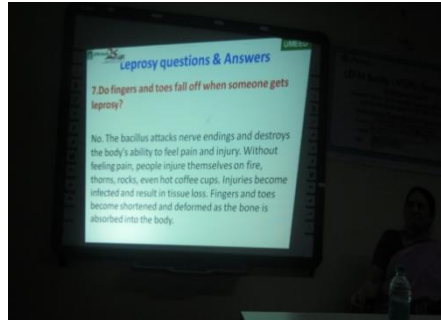 UMEED
Leprosy questions & Answers
7.Do fingers and toes fall off when someone gets
leprosy?
No. The bacillus attacks nerve endings and destroys
the body's ability to feel pain and injury. Without
feeling pain, people injure themselves on fire,
thorns, rocks, even hot coffee cups. Injuries become
infected and result in tissue loss. Fingers and toes
become shortened and deformed as the bone is
absorbed into the body.